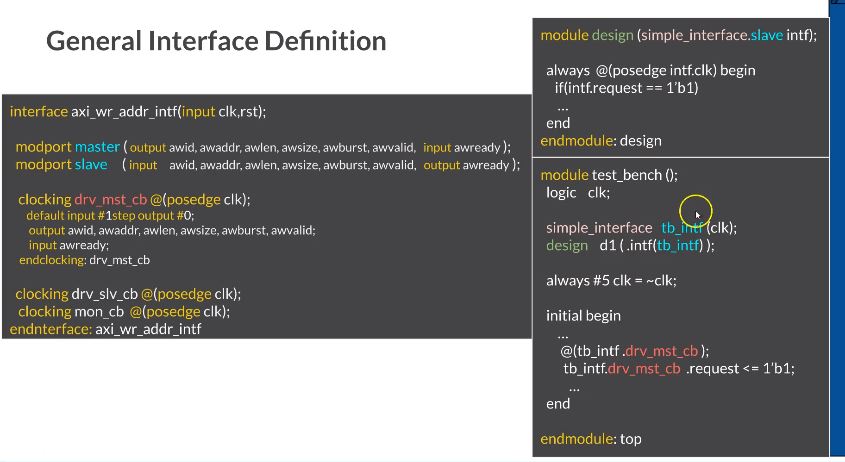 General Interface Definition
interface axi_wr_addr_intf(input clk,rst);
modport master ( output awid, awaddr, awlen, awsize, awburst, awvalid, input awready );
modport slave ( input awid, awaddr, awlen, awsize, awburst, awvalid, output awready );
clocking drv_mst_cb @(posedge clk);
default input #1step output #0;
output awid, awaddr, awlen, awsize, awburst, awvalid;
input awready;
endclocking: drv_mst_cb
clocking drv_slv_cb @(posedge clk);
clocking mon_cb @(posedge clk);
endnterface: axi_wr_addr_intf
module design (simple_interface.slave intf);
always @(posedge intf.clk) begin
if(intf.request == 1'b1)
...
end
endmodule: design
module test_bench ();
logic clk;
simple_interface tb_intf (clk);
design d1 ( .intf(tb_intf) );
always #5 clk = ~clk;
initial begin
...
@(tb_intf .drv_mst_cb );
tb_intf.drv_mst_cb .request <= 1'b1;
...
end
endmodule: top